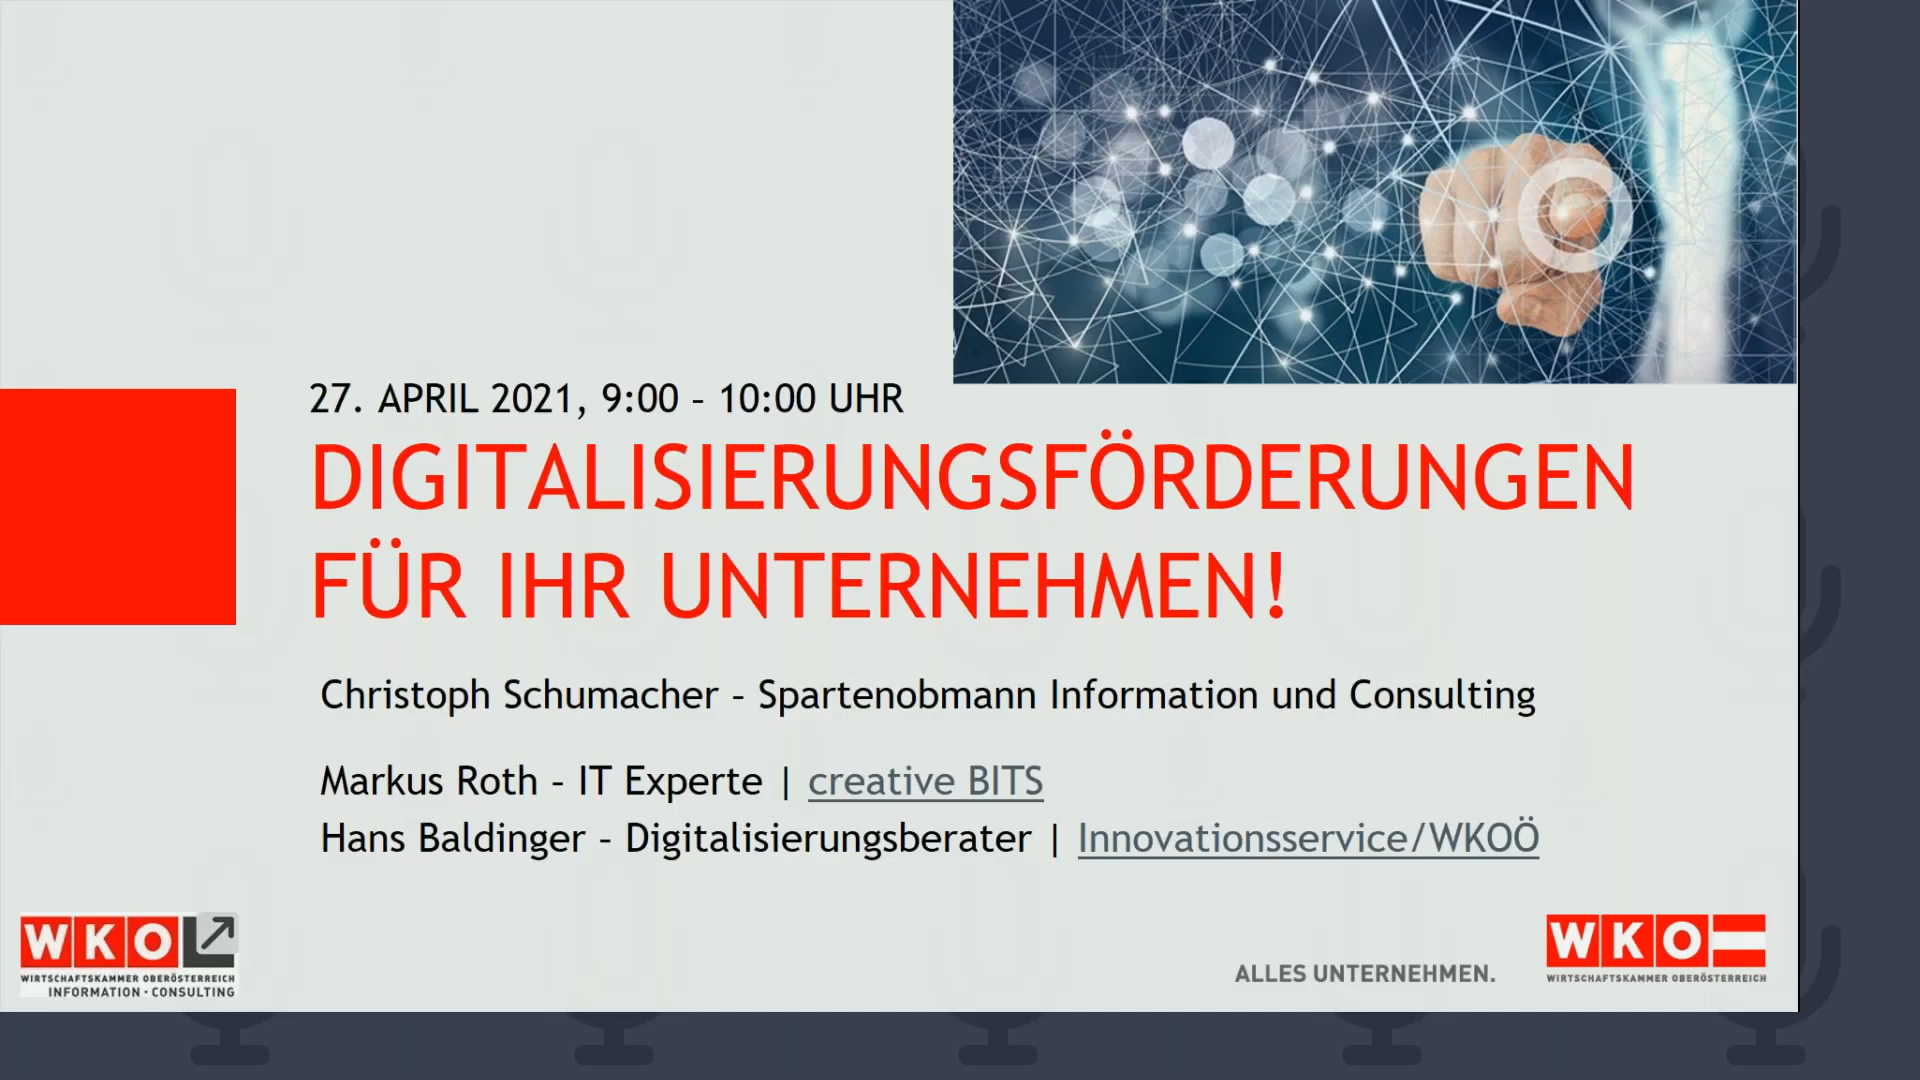 27. APRIL 2021, 9:00 – 10:00 UHR
DIGITALISIERUNGSFÖRDERUNGEN
FÜR IHR UNTERNEHMEN!
Christoph Schumacher – Spartenobmann Information und Consulting
Markus Roth – IT Experte | creative BITS
Hans Baldinger – Digitalisierungsberater | Innovationsservice/WKOÖ
WKO
WIRTSCHAFTSKAMMER OBERÖSTERREICH
INFORMATION · CONSULTING
ALLES UNTERNEHMEN.
WKO
WIRTSCHAFTSKAMMER OBERÖSTERREICH